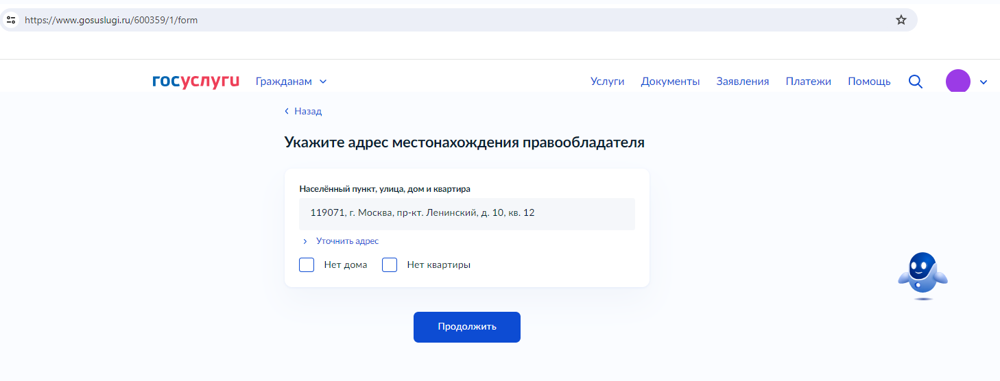 https://www.gosuslugi.ru/600359/1/form
госуслуги Гражданам Услуги Документы Заявления Платежи Помощь
Назад
Укажите адрес местонахождения правообладателя
Населённый пункт, улица, дом и квартира
119071, г. Москва, пр-кт. Ленинский, д. 10, кв. 12
Уточнить адрес
Нет дома Нет квартиры
Продолжить